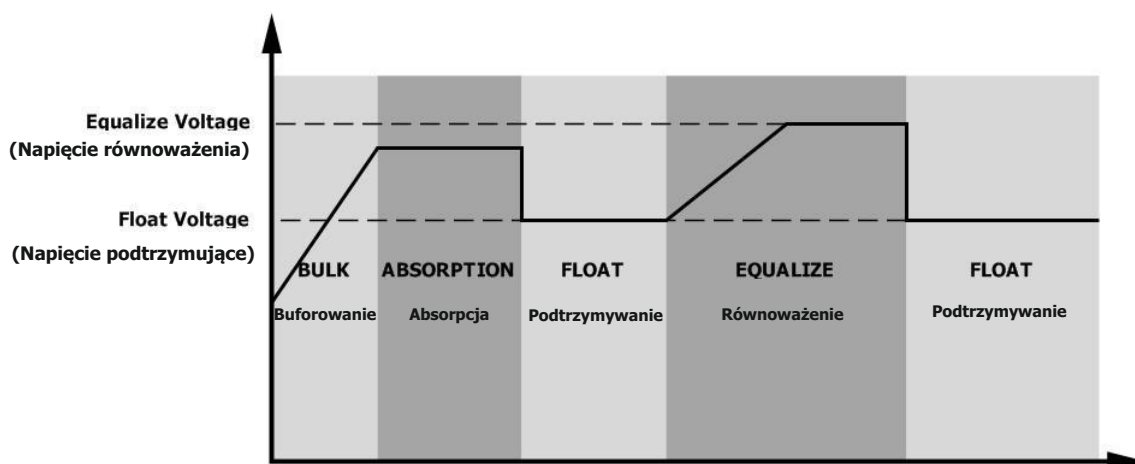 Equalize Voltage
(Napięcie równoważenia)
Float Voltage
(Napięcie podtrzymujące)
BULK ABSORPTION FLOAT EQUALIZE FLOAT
Buforowanie Absorpcja Podtrzymywanie Równoważenie Podtrzymywanie